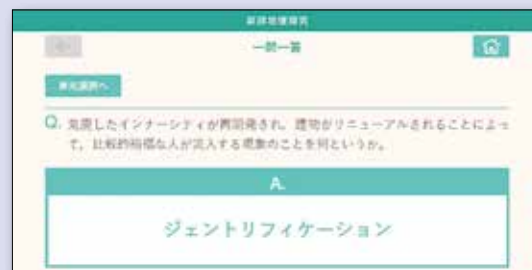 一問一答
単元選択へ
Q. 荒廃したインナーシティが再開発され，建物がリニューアルされることによっ
て，比較的裕福な人が流入する現象のことを何というか。
A.
ジェントリフィケーション